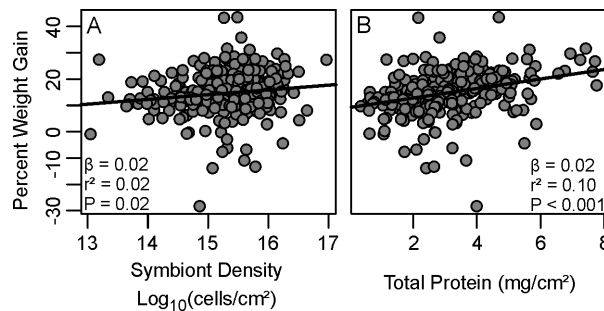 A
B
Percent Weight Gain
40
20
0
-10
-30
β = 0.02
r² = 0.02
P = 0.02
β = 0.02
r² = 0.10
P < 0.001
13 14 15 16 17
2 4 6 8
Symbiont Density
Log10(cells/cm²)
Total Protein (mg/cm²)